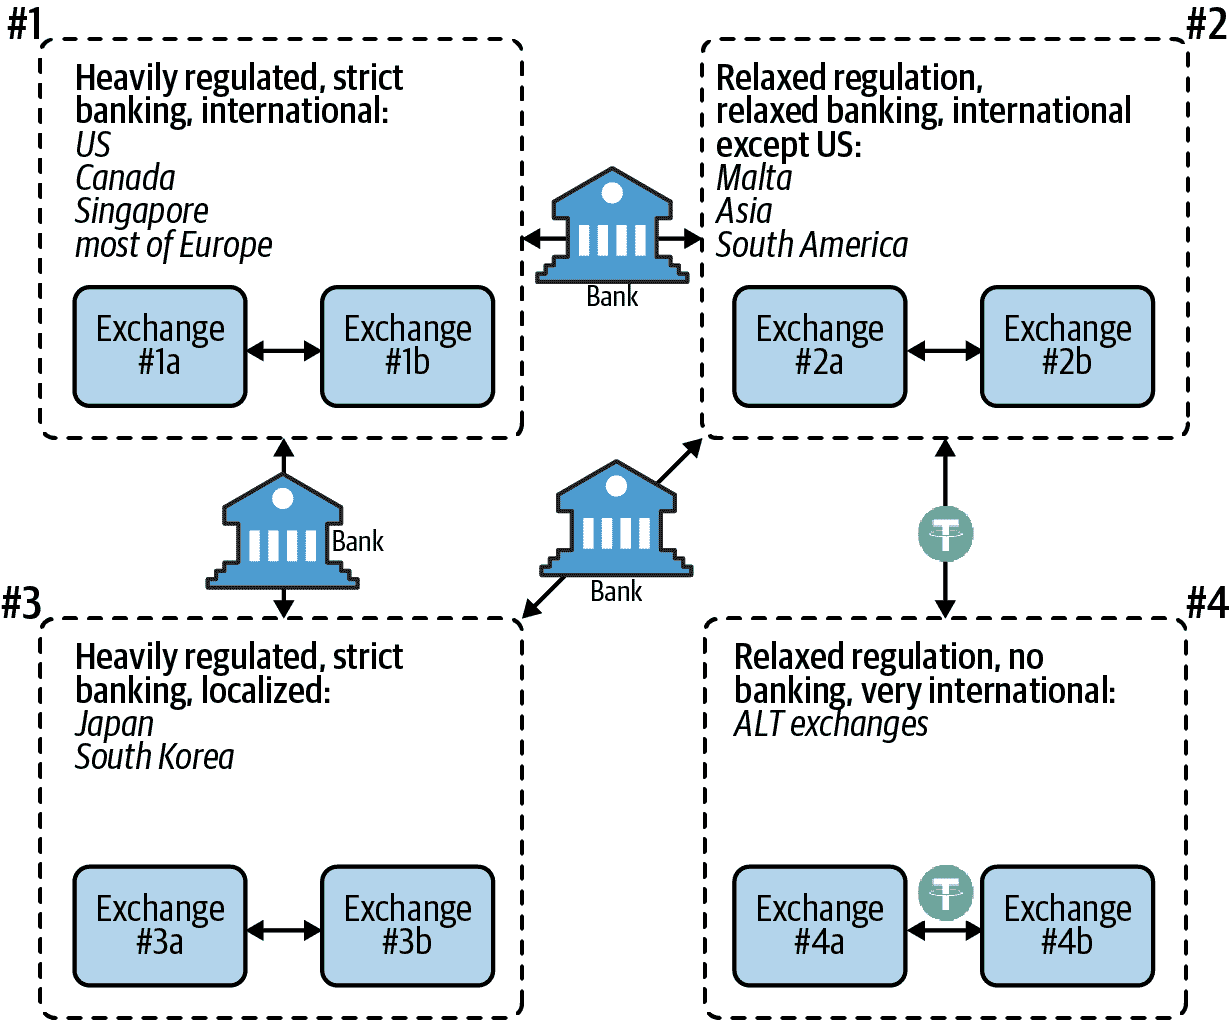 #1
Heavily regulated, strict
banking, international:
US
Canada
Singapore
most of Europe
Exchange
#1a
Exchange
#1b
Bank
#2
Relaxed regulation,
relaxed banking, international
except US:
Malta
Asia
South America
Exchange
#2a
Exchange
#2b
Bank
Bank
#3
Heavily regulated, strict
banking, localized:
Japan
South Korea
Exchange
#3a
Exchange
#3b
#4
Relaxed regulation, no
banking, very international:
ALT exchanges
Exchange
#4a
Exchange
#4b